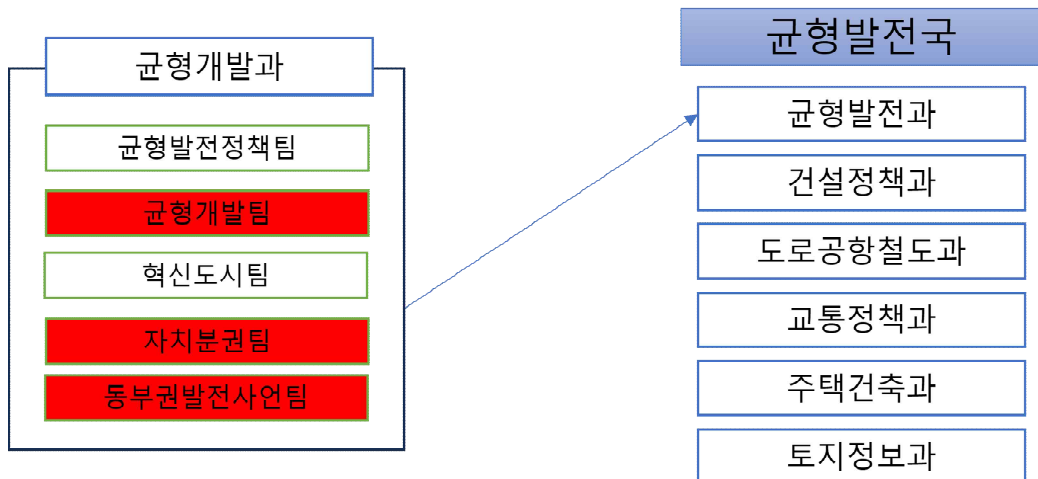 균형개발과
균형발전정책팀
균형개발팀
혁신도시팀
자치분권팀
동부권발전사언팀
균형발전국
균형발전과
건설정책과
도로공항철도과
교통정책과
주택건축과
토지정보과